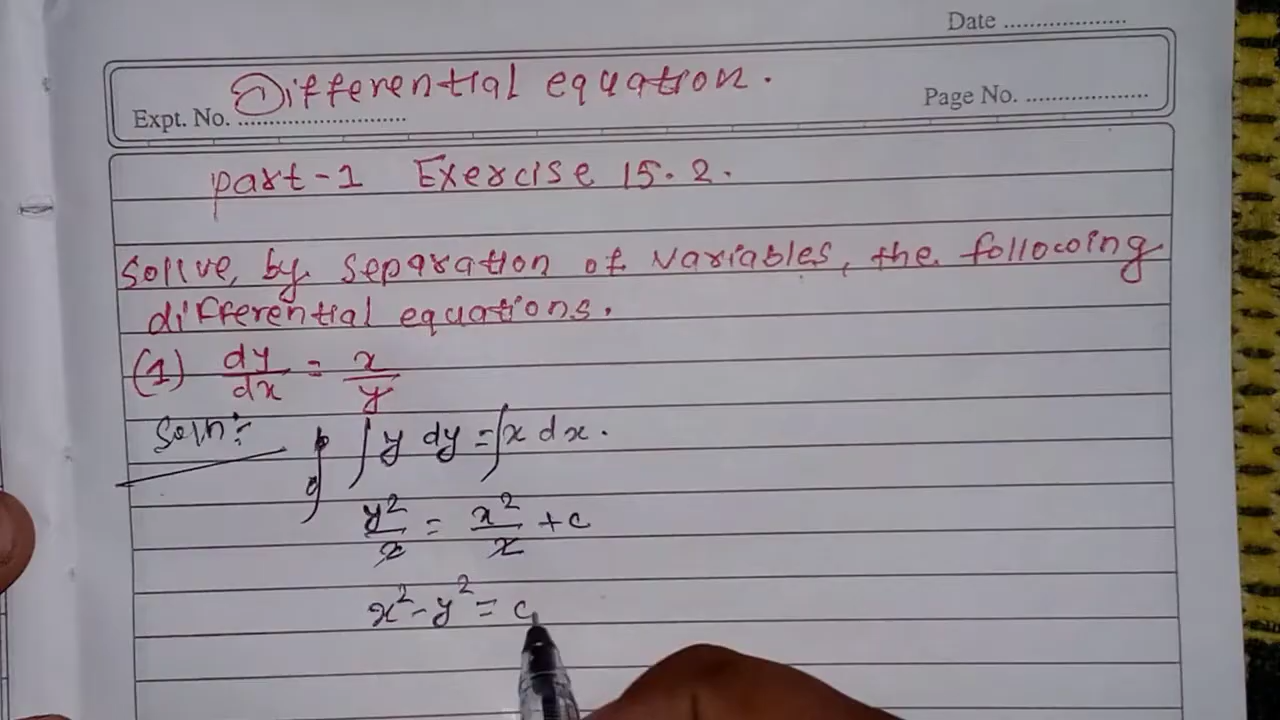 Date ...................
Differential equation.
Expt. No. ...........................
Page No. ...................
part-1 Exercise 15.2.
Sollve, by separation of variables, the following
differential equations.
(1) dy/dx = x/y
Soln:-
∫ y dy = ∫ x dx.
y²/2 = x²/2 + c
x² - y² = c